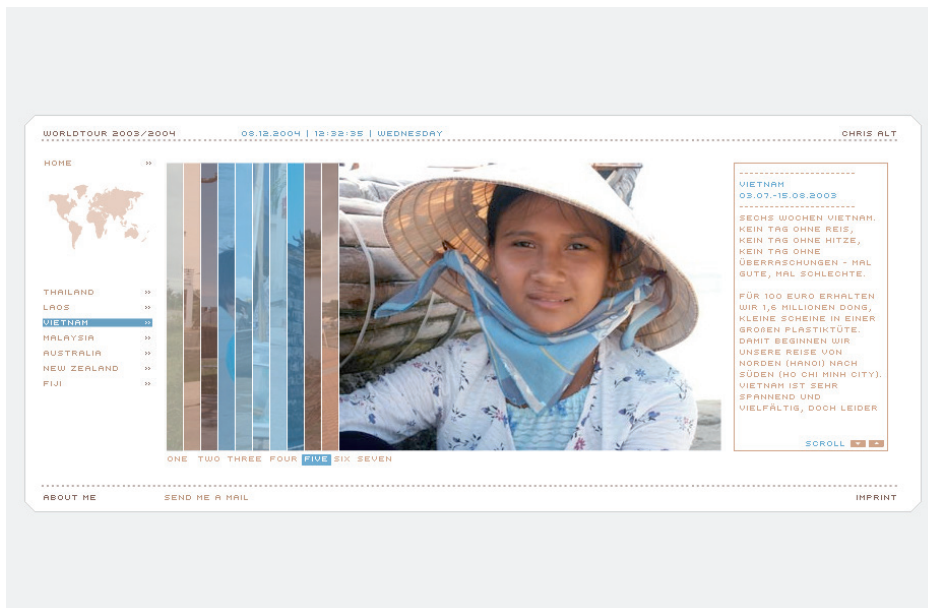 WORLDTOUR 2003/2004
08.12.2004 | 12:32:35 | WEDNESDAY
CHRIS ALT
HOME »
THAILAND »
LAOS »
VIETNAM »
MALAYSIA »
AUSTRALIA »
NEW ZEALAND »
FIJI »
ONE TWO THREE FOUR FIVE SIX SEVEN
VIETNAM
03.07.-15.08.2003
SECHS WOCHEN VIETNAM.
KEIN TAG OHNE REIS,
KEIN TAG OHNE HITZE,
KEIN TAG OHNE
ÜBERRASCHUNGEN - MAL
GUTE, MAL SCHLECHTE.
FÜR 100 EURO ERHALTEN
WIR 1,6 MILLIONEN DONG,
KLEINE SCHEINE IN EINER
GROßEN PLASTIKTÜTE.
DAMIT BEGINNEN WIR
UNSERE REISE VON
NORDEN (HANOI) NACH
SÜDEN (HO CHI MINH CITY).
VIETNAM IST SEHR
SPANNEND UND
VIELFÄLTIG, DOCH LEIDER
SCROLL
ABOUT ME
SEND ME A MAIL
IMPRINT